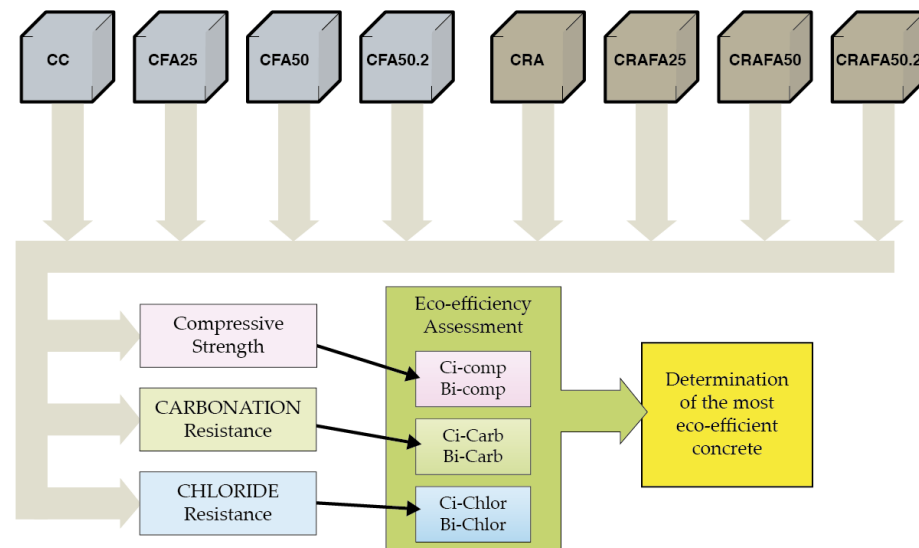 CC
CFA25
CFA50
CFA50.2
CRA
CRAFA25
CRAFA50
CRAFA50.2
Compressive
Strength
CARBONATION
Resistance
CHLORIDE
Resistance
Eco-efficiency
Assessment
Ci-comp
Bi-comp
Ci-Carb
Bi-Carb
Ci-Chlor
Bi-Chlor
Determination
of the most
eco-efficient
concrete